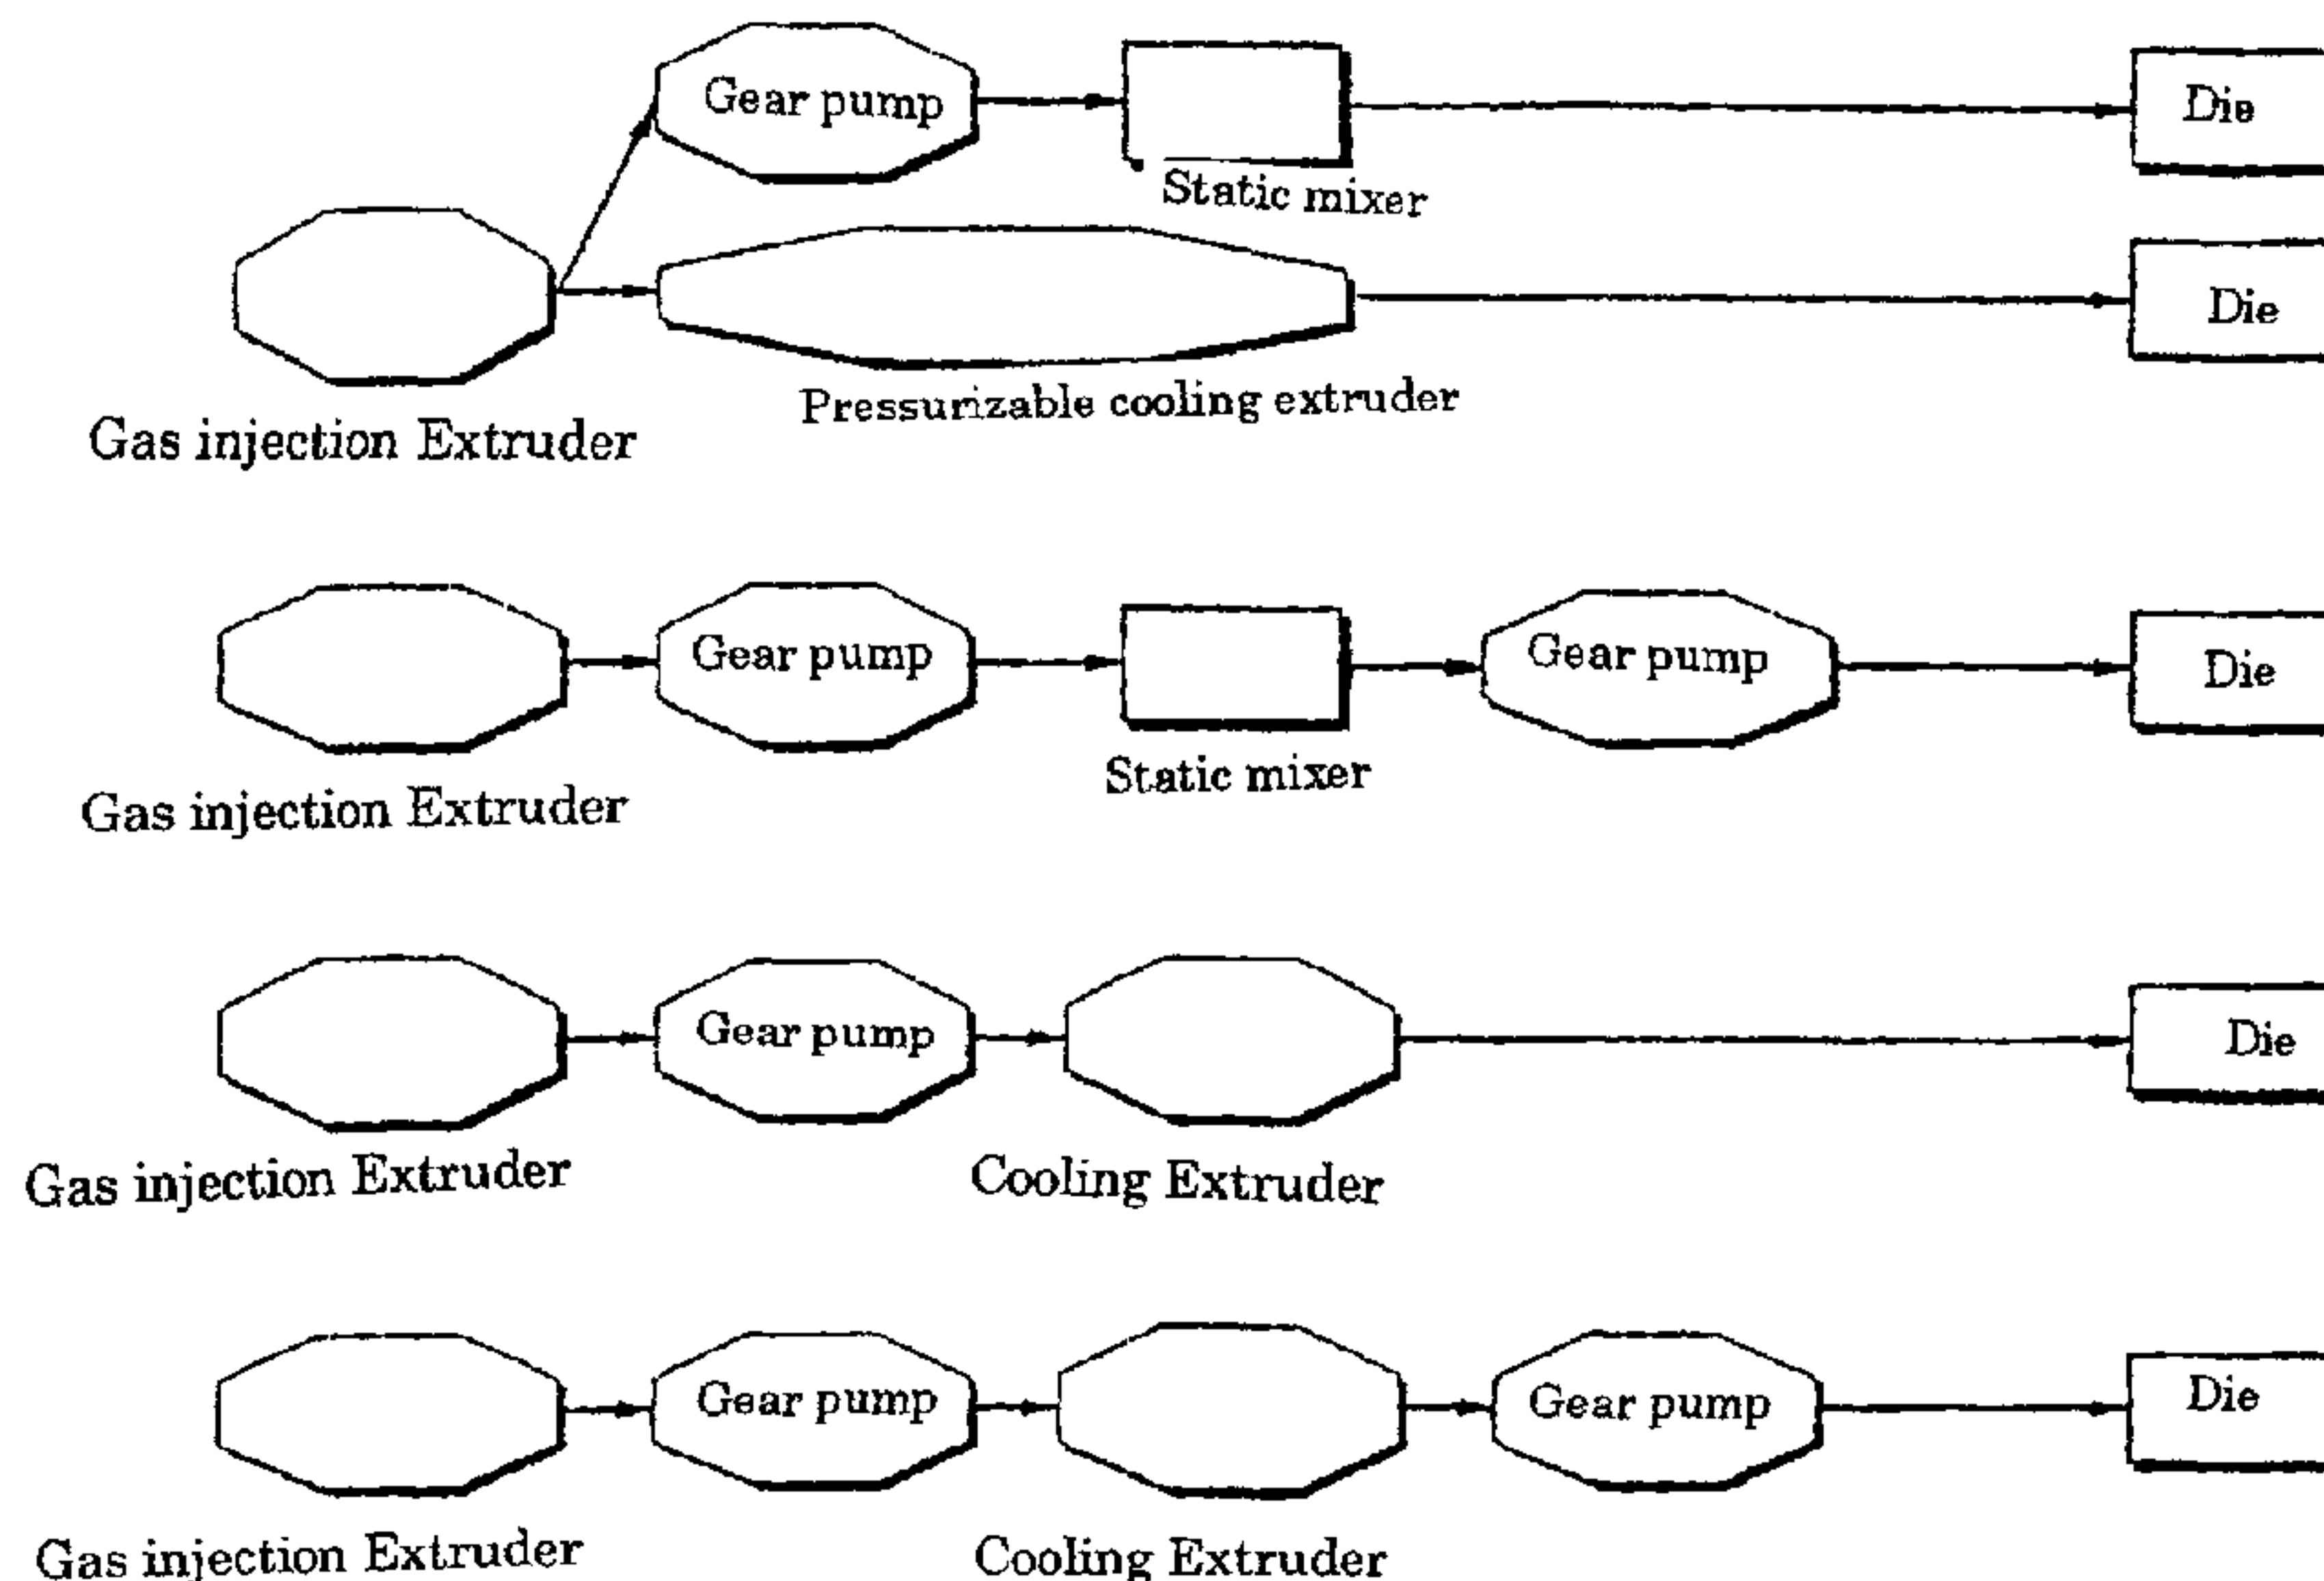 Gear pump
Die
Static mixer
Die
Pressurizable cooling extruder
Gas injection Extruder
Gear pump
Gear pump
Die
Static mixer
Gas injection Extruder
Gear pump
Die
Gas injection Extruder
Cooling Extruder
Gear pump
Gear pump
Die
Gas injection Extruder
Cooling Extruder